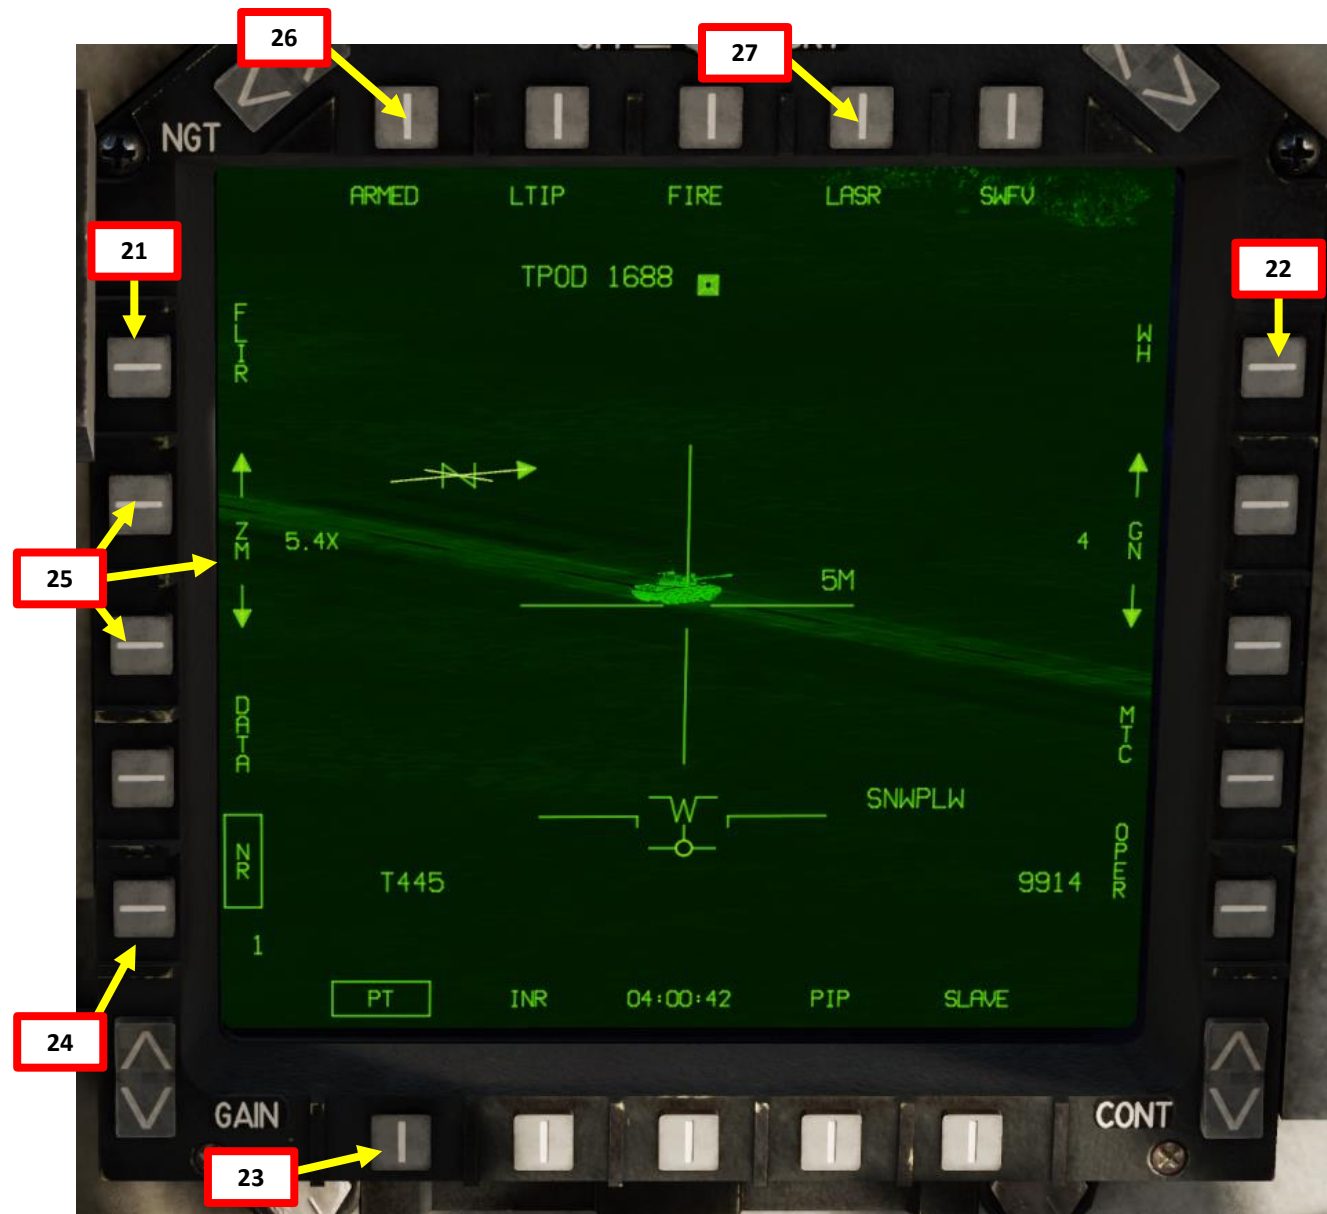 26
27
NGT
ARMED LTIP FIRE LASR SWFV
21
22
TPOD 1688
FLIR
WH
ZM
5.4X
4
GN
25
5M
DATA
MTC
W
SNWPLW
NR
T445
9914
OPER
1
PT INR 04:00:42 PIP SLAVE
24
GAIN
CONT
23